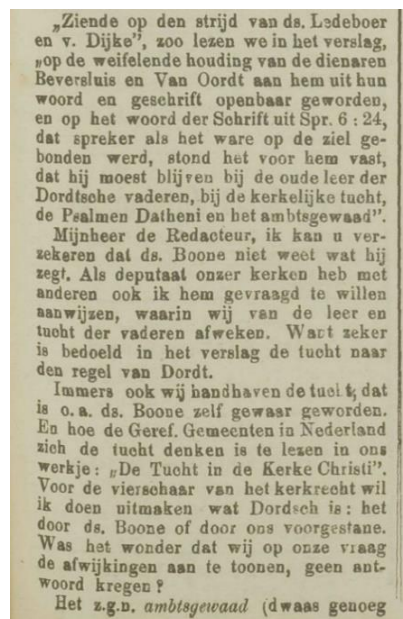 „Ziende op den strijd van ds. Ledeboer
en v. Dijke”, zoo lezen we in het verslag,
„op de weifelende houding van de dienaren
Beversluis en Van Oordt aan hem uit hun
woord en geschrift openbaar geworden,
en op het woord der Schrift uit Spr. 6 : 24,
dat spreker als het ware op de ziel ge-
bonden werd, stond het voor hem vast,
dat hij moest blijven bij de oude leer der
Dordtsche vaderen, bij de kerkelijke tucht,
de Psalmen Datheni en het ambtsgewaad”.
Mijnheer de Redacteur, ik kan u ver-
zekeren dat ds. Boone niet weet wat hij
zegt. Als deputaat onzer kerken heb met
anderen ook ik hem gevraagd te willen
aanwijzen, waarin wij van de leer en
tucht der vaderen afweken. Want zeker
is bedoeld in het verslag de tucht naar
den regel van Dordt.
Immers ook wij handhaven de tucht; dat
is o. a. ds. Boone zelf gewaar geworden.
En hoe de Geref. Gemeenten in Nederland
zich de tucht denken is te lezen in ons
werkje: „De Tucht in de Kerke Christi”.
Voor de vierschaar van het kerkrecht wil
ik doen uitmaken wat Dordsch is: het
door ds. Boone of door ons voorgestane.
Was het wonder dat wij op onze vraag
de afwijkingen aan te toonen, geen ant-
woord kregen?
Het z.g.n. ambtsgewaad (dwaas genoeg